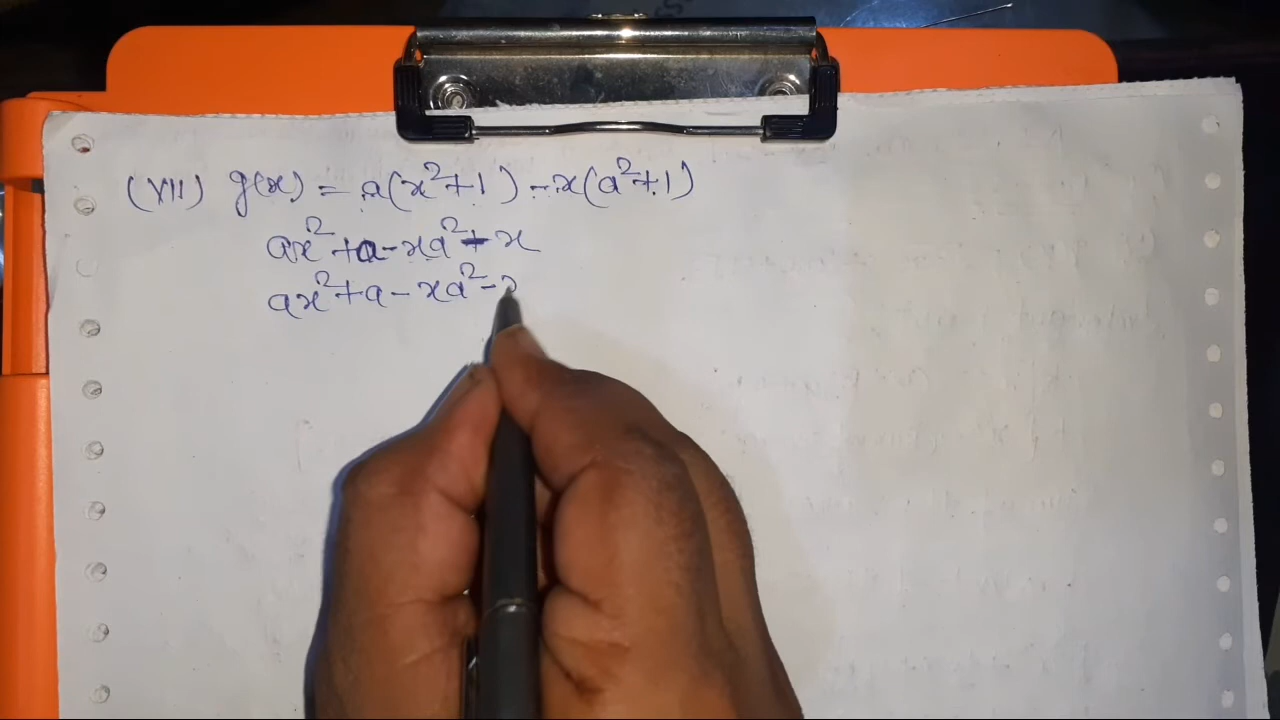 (VII) g(x) = a(x²+1) - x(a²+1)
ax²+a-xa²-x
ax²+a-xa²-